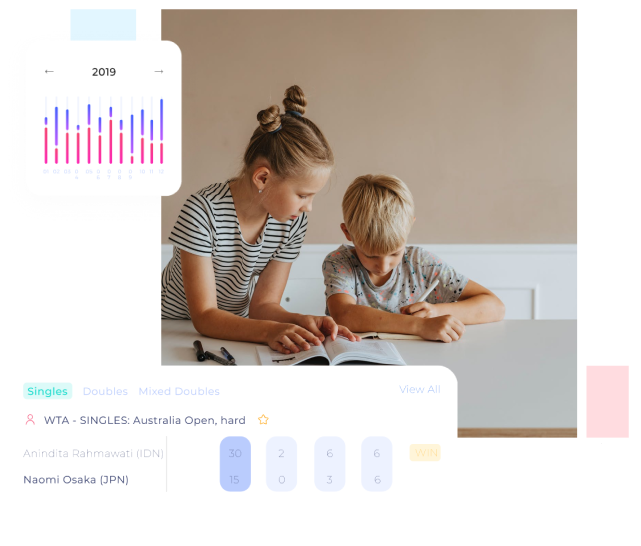 ← 2019 →
Singles Doubles Mixed Doubles View All
WTA - SINGLES: Australia Open, hard
Anindita Rahmawati (IDN) 30 2 6 6 WIN
Naomi Osaka (JPN) 15 0 3 6